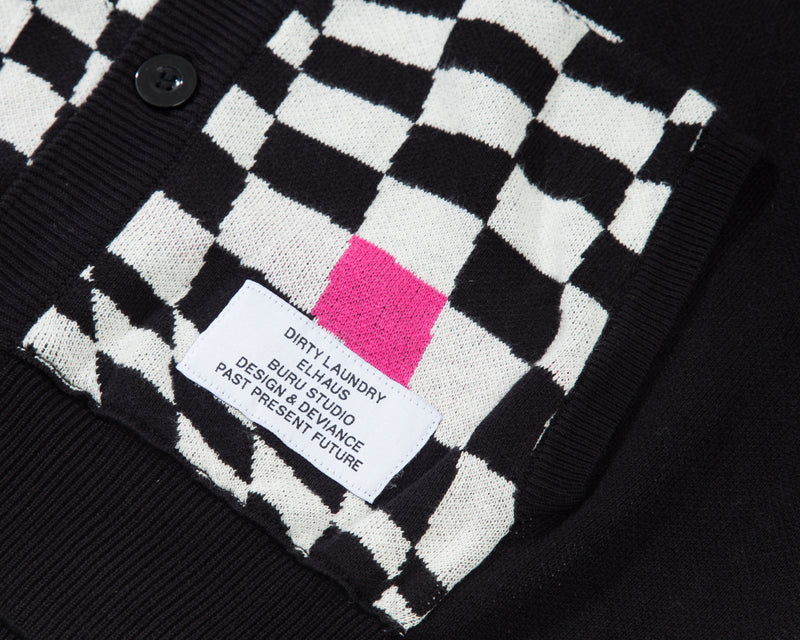 DIRTY LAUNDRY
ELHAUS
BURU STUDIO
DESIGN & DEVIANCE
PAST PRESENT FUTURE